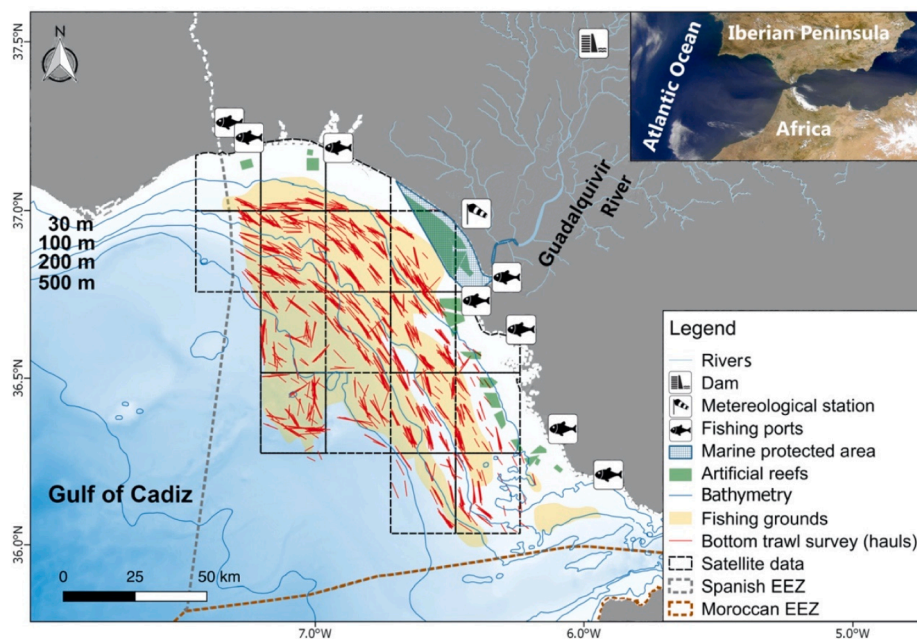 N
37.5°N
37.0°N
36.5°N
36.0°N
30 m
100 m
200 m
500 m
Guadalquivir
River
Gulf of Cadiz
0 25 50 km
7.0°W
6.0°W
5.0°W
Atlantic Ocean
Iberian Peninsula
Africa
Legend
Rivers
Dam
Metereological station
Fishing ports
Marine protected area
Artificial reefs
Bathymetry
Fishing grounds
Bottom trawl survey (hauls)
Satellite data
Spanish EEZ
Moroccan EEZ